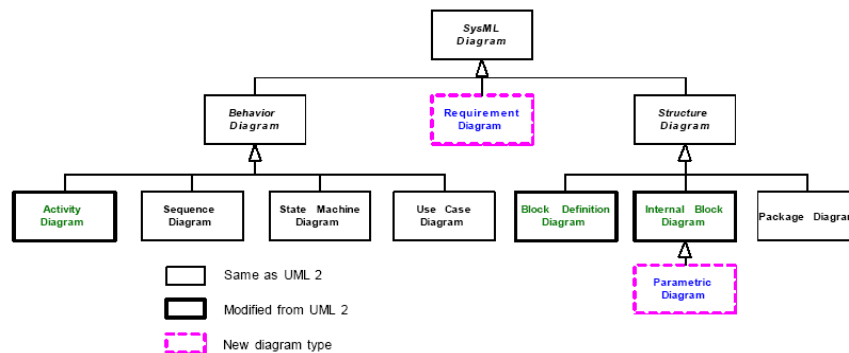 SysML
Diagram
Behavior
Diagram
Requirement
Diagram
Structure
Diagram
Activity
Diagram
Sequence
Diagram
State Machine
Diagram
Use Case
Diagram
Block Definition
Diagram
Internal Block
Diagram
Package Diagram
Parametric
Diagram
Same as UML 2
Modified from UML 2
New diagram type